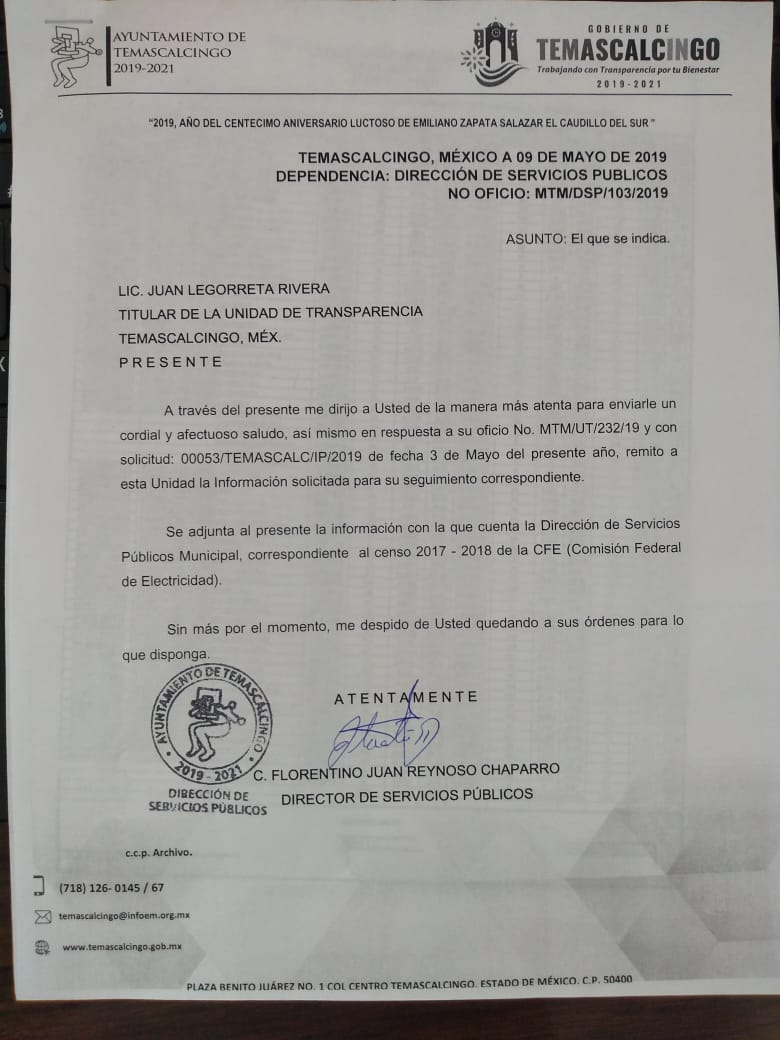 AYUNTAMIENTO DE
TEMASCALCINGO
2019-2021
GOBIERNO DE
TEMASCALCINGO
Trabajando con Transparencia por tu Bienestar
2019-2021
"2019, AÑO DEL CENTECIMO ANIVERSARIO LUCTOSO DE EMILIANO ZAPATA SALAZAR EL CAUDILLO DEL SUR "
TEMASCALCINGO, MÉXICO A 09 DE MAYO DE 2019
DEPENDENCIA: DIRECCIÓN DE SERVICIOS PUBLICOS
NO OFICIO: MTM/DSP/103/2019
ASUNTO: El que se indica.
LIC. JUAN LEGORRETA RIVERA
TITULAR DE LA UNIDAD DE TRANSPARENCIA
TEMASCALCINGO, MÉX.
P R E S E N T E
A través del presente me dirijo a Usted de la manera más atenta para enviarle un
cordial y afectuoso saludo, así mismo en respuesta a su oficio No. MTM/UT/232/19 y con
solicitud: 00053/TEMASCALC/IP/2019 de fecha 3 de Mayo del presente año, remito a
esta Unidad la Información solicitada para su seguimiento correspondiente.
Se adjunta al presente la información con la que cuenta la Dirección de Servicios
Públicos Municipal, correspondiente al censo 2017 - 2018 de la CFE (Comisión Federal
de Electricidad).
Sin más por el momento, me despido de Usted quedando a sus órdenes para lo
que disponga.
A T E N T A M E N T E
AYUNTAMIENTO DE TEMASCALCINGO
2019 - 2021
DIRECCIÓN DE
SERVICIOS PÚBLICOS
C. FLORENTINO JUAN REYNOSO CHAPARRO
DIRECTOR DE SERVICIOS PÚBLICOS
c.c.p. Archivo.
(718) 126- 0145 / 67
temascalcingo@infoem.org.mx
www.temascalcingo.gob.mx
PLAZA BENITO JUÁREZ NO. 1 COL CENTRO TEMASCALCINGO. ESTADO DE MÉXICO. C.P. 50400